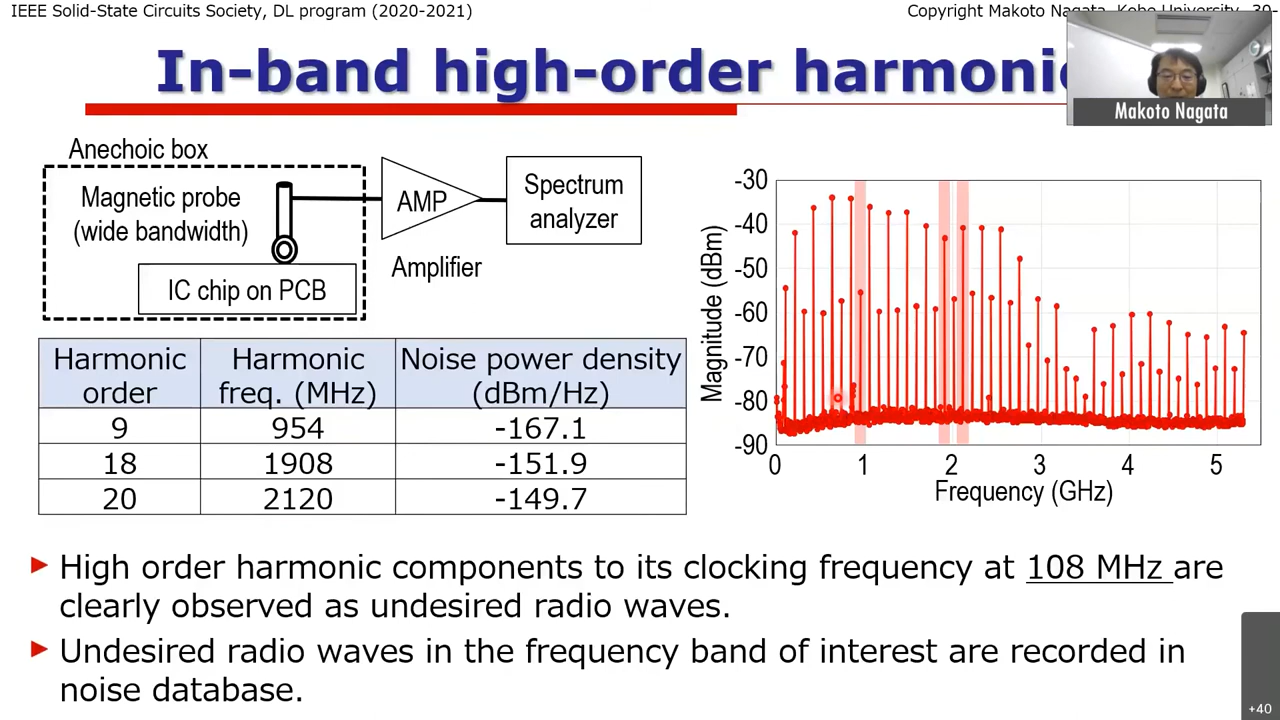 IEEE Solid-State Circuits Society, DL program (2020-2021)
Copyright Makoto Nagata, Kobe University, 30-
In-band high-order harmonic
Makoto Nagata
Anechoic box
Magnetic probe
(wide bandwidth)
IC chip on PCB
AMP
Amplifier
Spectrum
analyzer
Harmonic order | Harmonic freq. (MHz) | Noise power density (dBm/Hz)
9 | 954 | -167.1
18 | 1908 | -151.9
20 | 2120 | -149.7
Magnitude (dBm)
-30
-40
-50
-60
-70
-80
-90
0 1 2 3 4 5
Frequency (GHz)
► High order harmonic components to its clocking frequency at 108 MHz are
clearly observed as undesired radio waves.
► Undesired radio waves in the frequency band of interest are recorded in
noise database.
+40